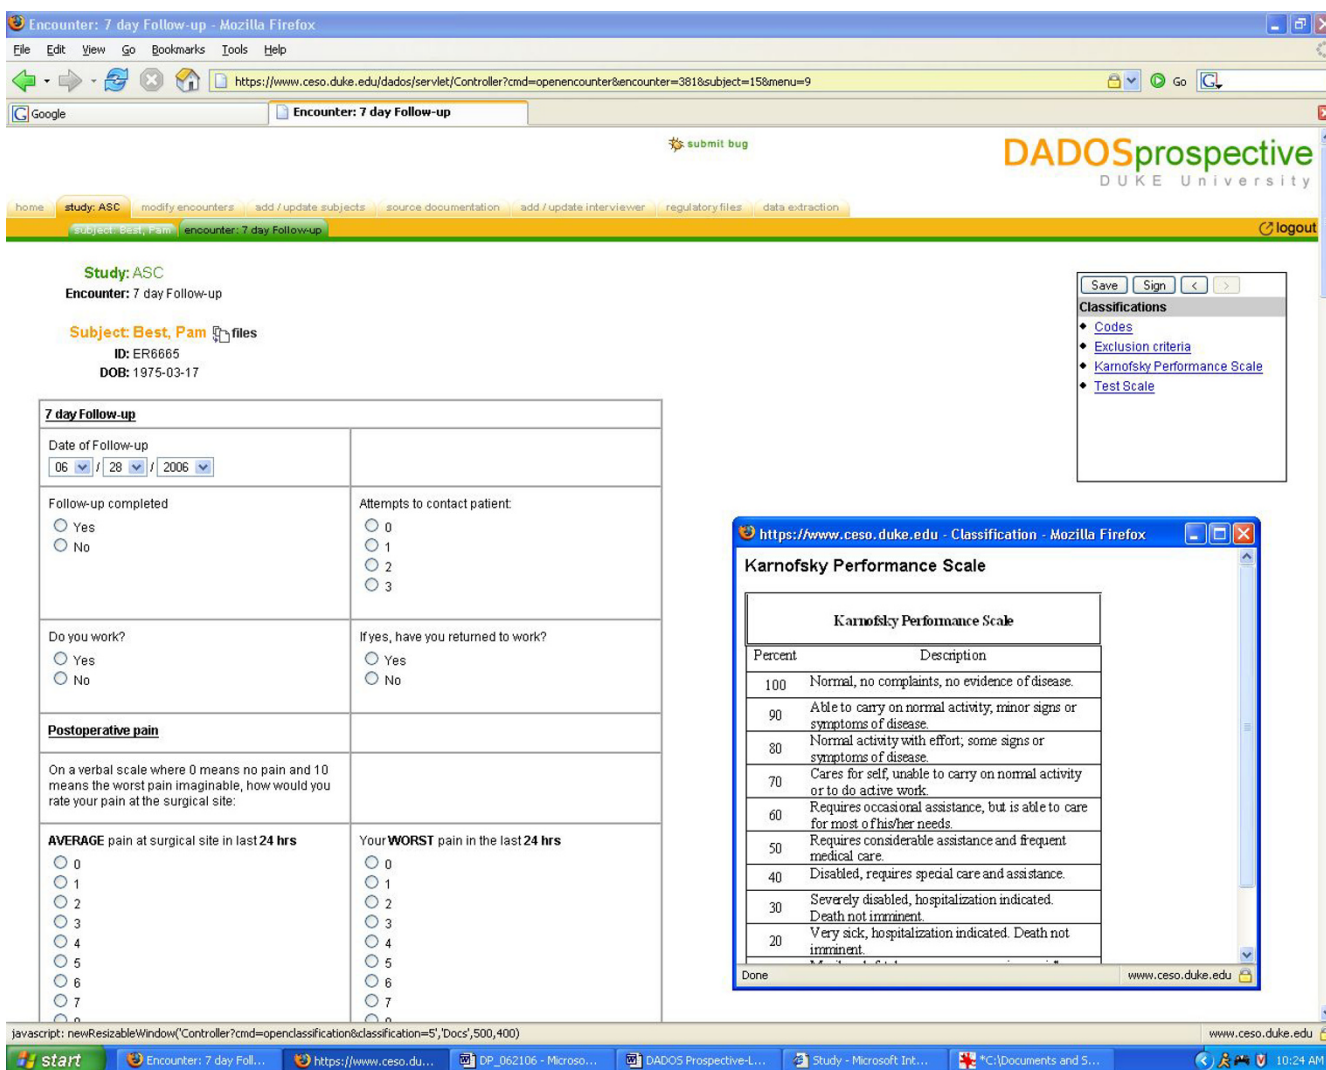 Encounter: 7 day Follow-up - Mozilla Firefox
File Edit View Go Bookmarks Tools Help
https://www.ceso.duke.edu/dados/servlet/Controller?cmd=openencounter&encounter=381&subject=15&menu=9
Go
Google
Encounter: 7 day Follow-up
submit bug
DADOSprospective
DUKE University
home study: ASC modify encounters add / update subjects source documentation add / update interviewer regulatory files data extraction
subject: Best, Pam encounter: 7 day Follow-up
logout
Study: ASC
Encounter: 7 day Follow-up
Subject: Best, Pam files
ID: ER6665
DOB: 1975-03-17
Save Sign < >
Classifications
Codes
Exclusion criteria
Karnofsky Performance Scale
Test Scale
7 day Follow-up
Date of Follow-up
06 / 28 / 2006
Follow-up completed
Yes
No
Attempts to contact patient:
0
1
2
3
Do you work?
Yes
No
If yes, have you returned to work?
Yes
No
Postoperative pain
On a verbal scale where 0 means no pain and 10
means the worst pain imaginable, how would you
rate your pain at the surgical site:
AVERAGE pain at surgical site in last 24 hrs
0
1
2
3
4
5
6
7
Your WORST pain in the last 24 hrs
0
1
2
3
4
5
6
7
https://www.ceso.duke.edu - Classification - Mozilla Firefox
Karnofsky Performance Scale
Karnofsky Performance Scale
Percent Description
100 Normal, no complaints, no evidence of disease.
90 Able to carry on normal activity; minor signs or
symptoms of disease.
80 Normal activity with effort; some signs or
symptoms of disease.
70 Cares for self, unable to carry on normal activity
or to do active work.
60 Requires occasional assistance, but is able to care
for most of his/her needs.
50 Requires considerable assistance and frequent
medical care.
40 Disabled, requires special care and assistance.
30 Severely disabled, hospitalization indicated.
Death not imminent.
20 Very sick, hospitalization indicated. Death not
imminent.
Done www.ceso.duke.edu
javascript: newResizableWindow('Controller?cmd=openclassification&classification=5','Docs',500,400)
www.ceso.duke.edu
start Encounter: 7 day Foll... https://www.ceso.du... DP_062106 - Microso... DADOS Prospective-L... Study - Microsoft Int... *C:\Documents and S... 10:24 AM